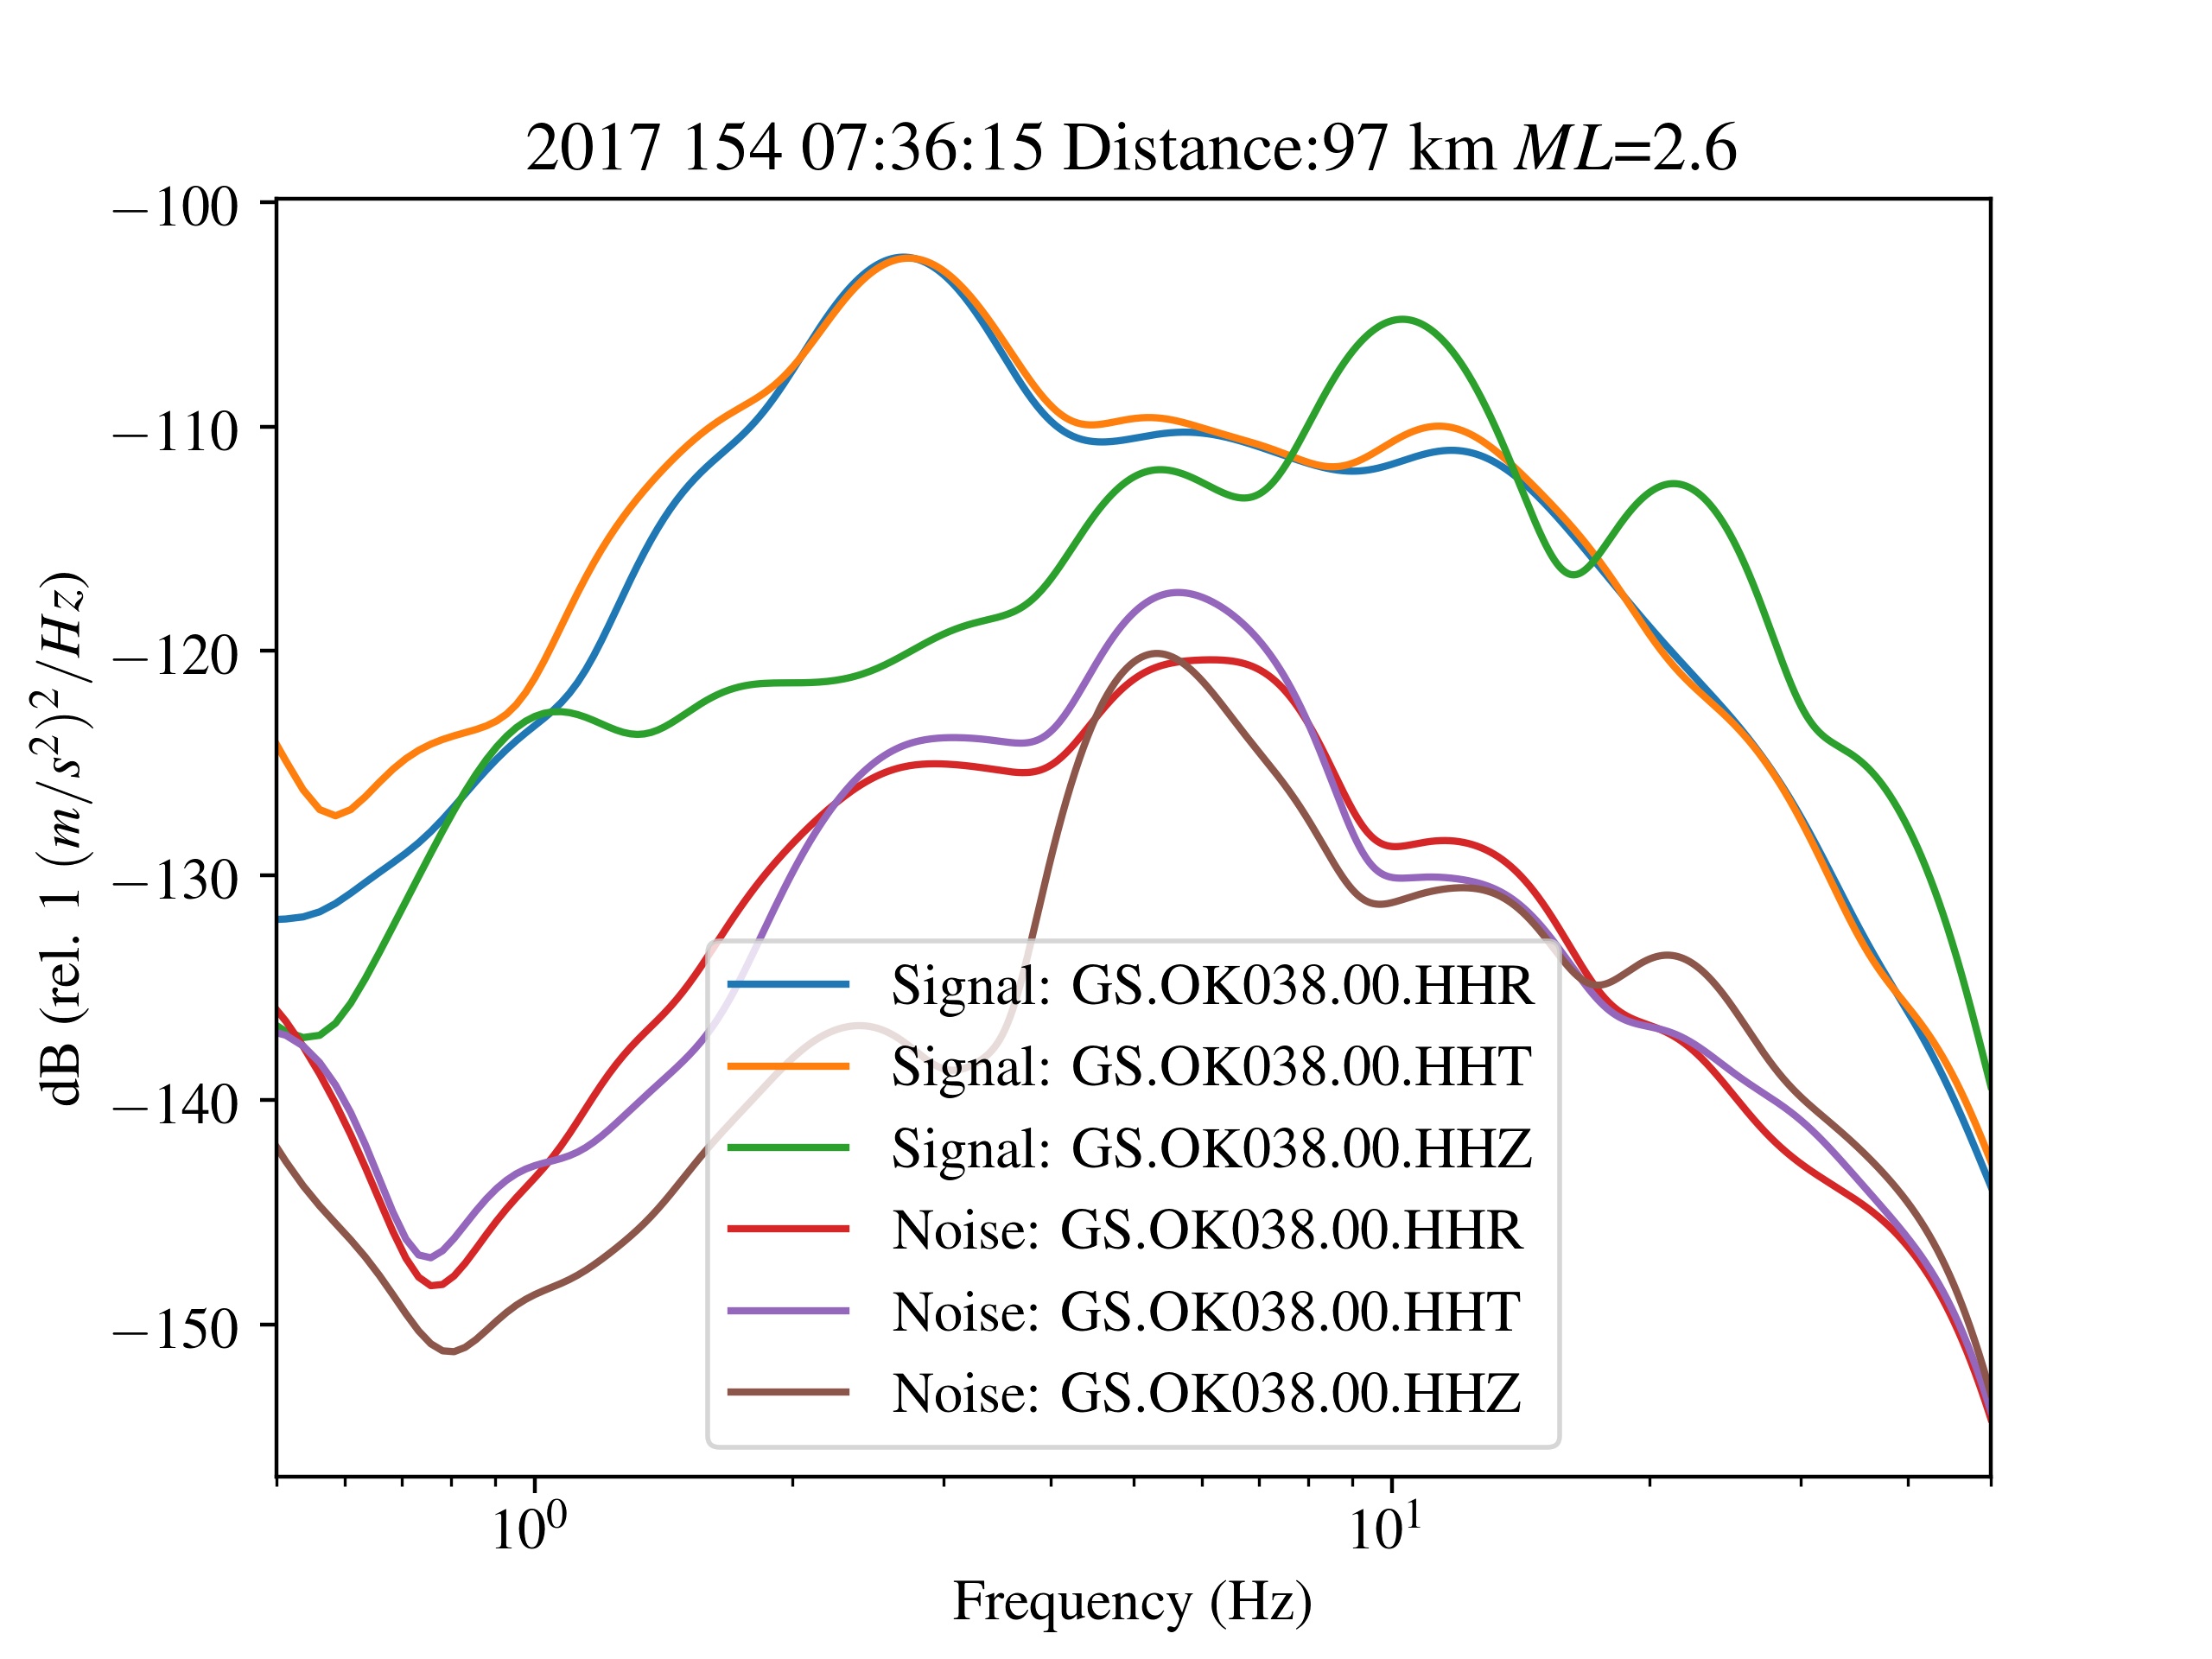 2017 154 07:36:15 Distance:97 km ML=2.6
−100
−110
−120
−130
−140
−150
dB (rel. 1 (m/s²)²/Hz)
Signal: GS.OK038.00.HHR
Signal: GS.OK038.00.HHT
Signal: GS.OK038.00.HHZ
Noise: GS.OK038.00.HHR
Noise: GS.OK038.00.HHT
Noise: GS.OK038.00.HHZ
10⁰ 10¹
Frequency (Hz)